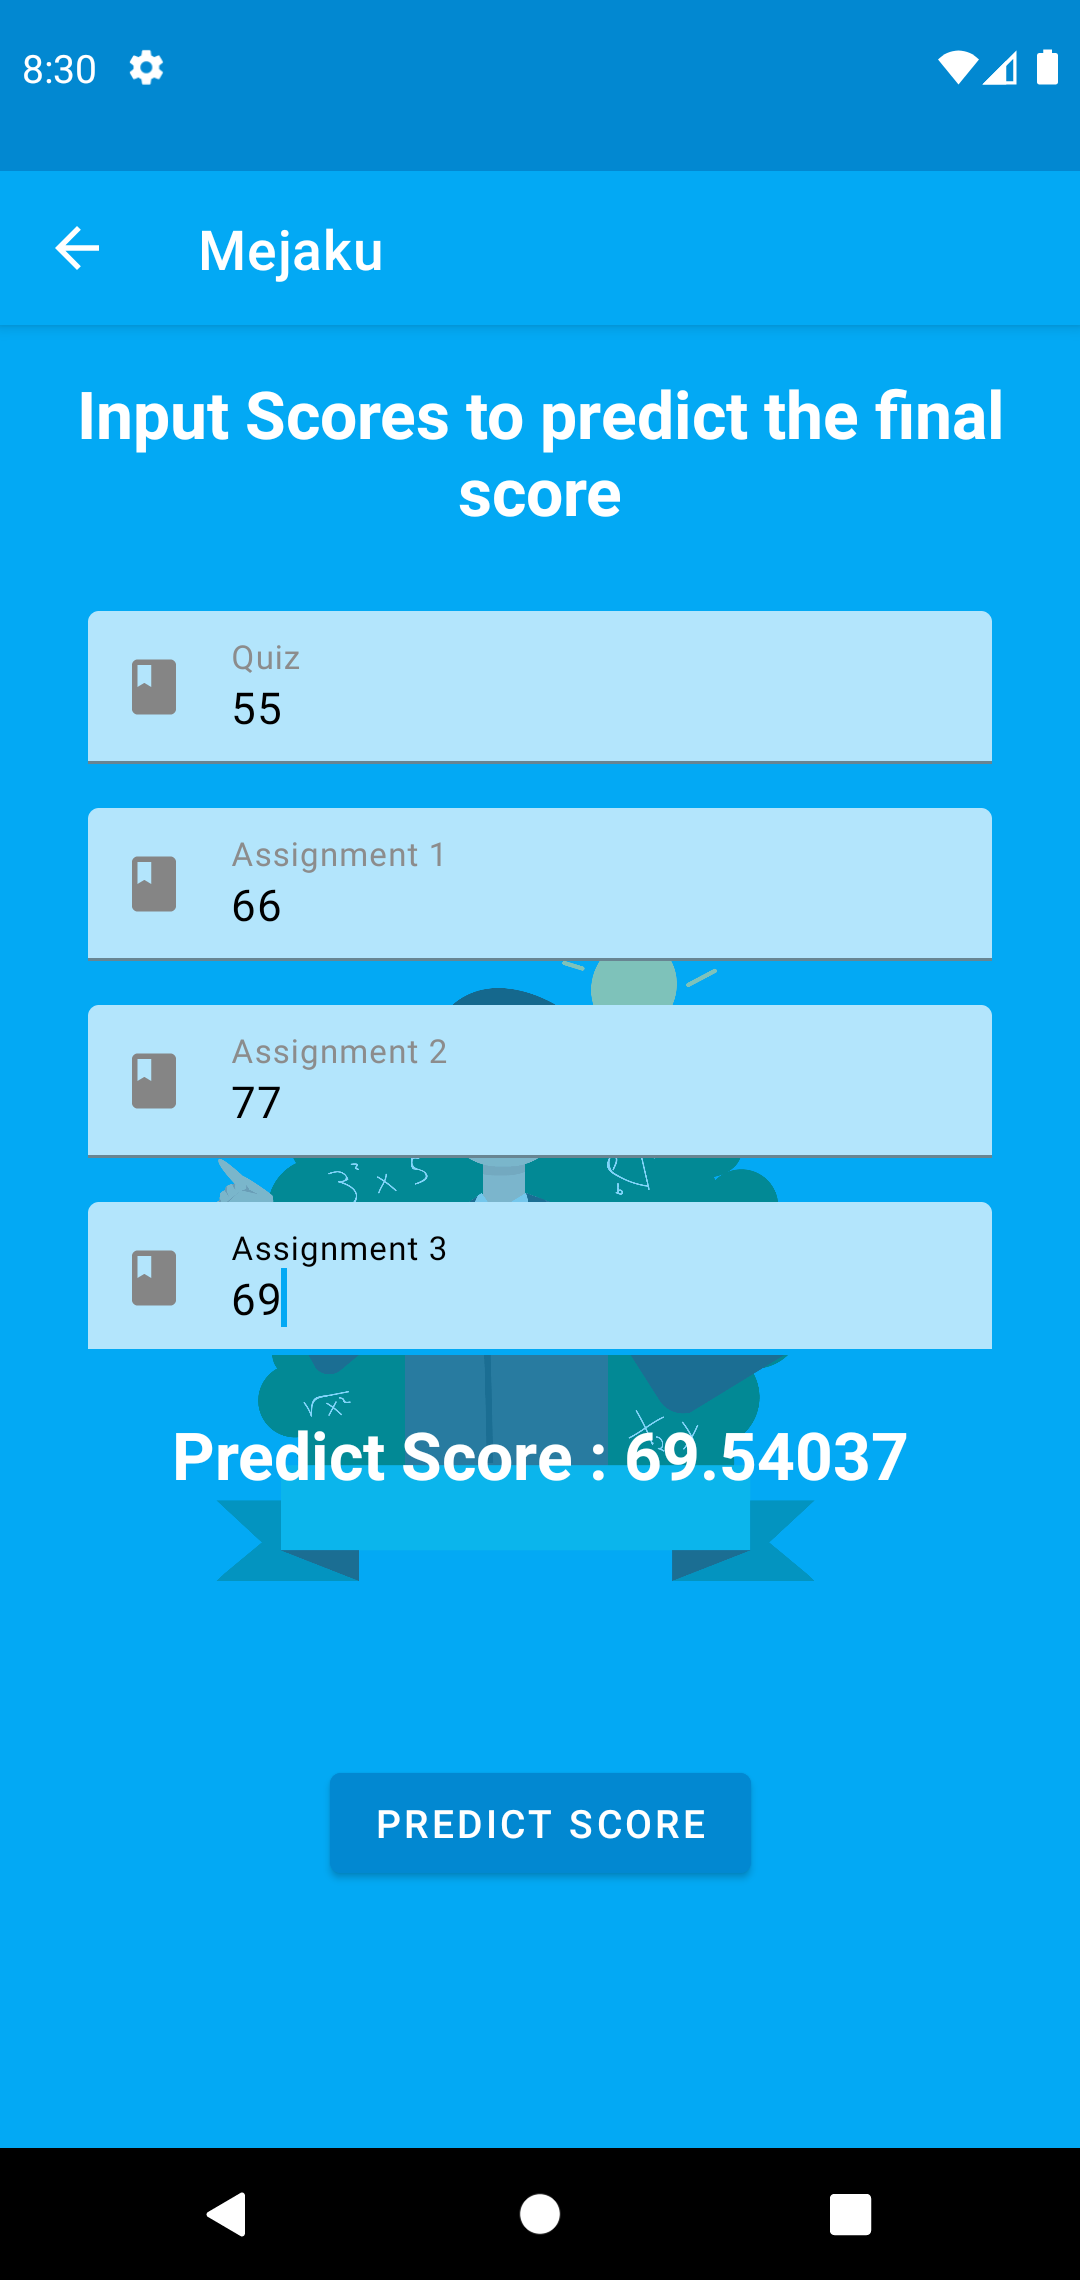 8:30
Mejaku
Input Scores to predict the final
score
Quiz
55
Assignment 1
66
Assignment 2
77
Assignment 3
69
Predict Score : 69.54037
PREDICT SCORE